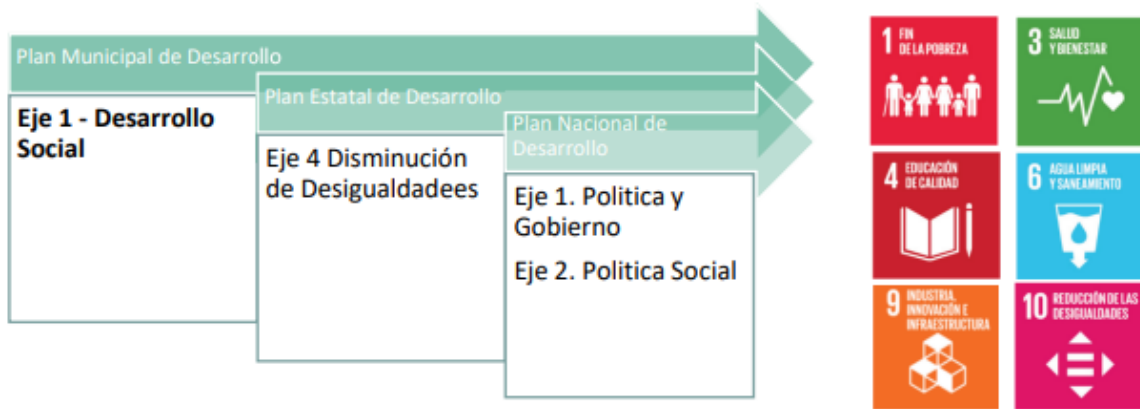 Plan Municipal de Desarrollo
Eje 1 - Desarrollo
Social
Plan Estatal de Desarrollo
Eje 4 Disminución
de Desigualdadees
Plan Nacional de
Desarrollo
Eje 1. Politica y
Gobierno
Eje 2. Politica Social
1 FIN
DE LA POBREZA
3 SALUD
Y BIENESTAR
4 EDUCACIÓN
DE CALIDAD
6 AGUA LIMPIA
Y SANEAMIENTO
9 INDUSTRIA,
INNOVACIÓN E
INFRAESTRUCTURA
10 REDUCCIÓN DE LAS
DESIGUALDADES